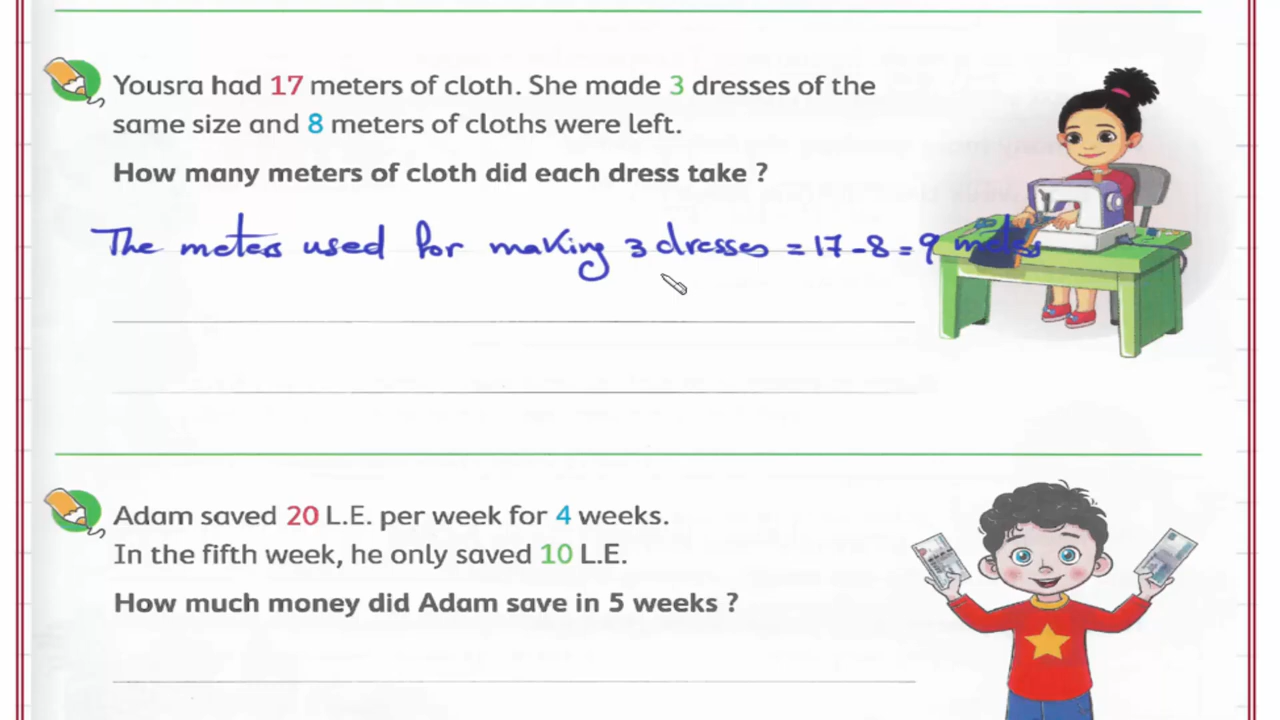 Yousra had 17 meters of cloth. She made 3 dresses of the
same size and 8 meters of cloths were left.
How many meters of cloth did each dress take ?
The meters used for making 3 dresses = 17 - 8 = 9 metes
Adam saved 20 L.E. per week for 4 weeks.
In the fifth week, he only saved 10 L.E.
How much money did Adam save in 5 weeks ?